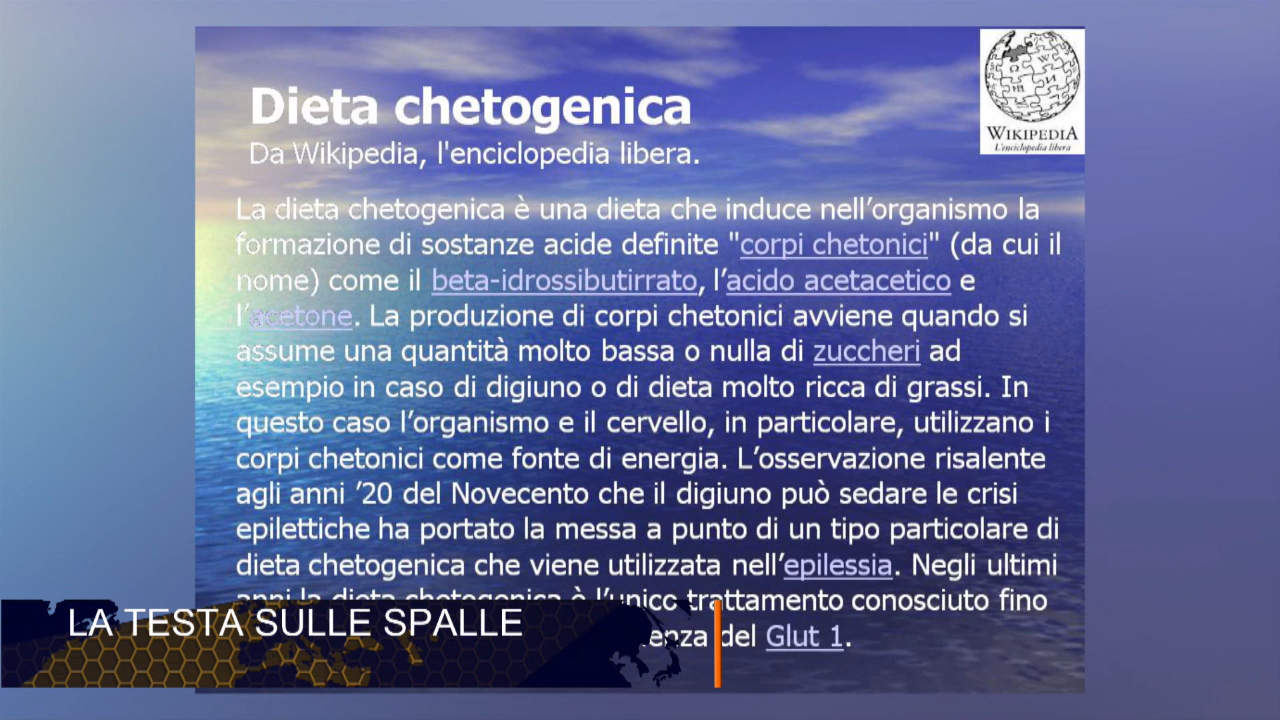 Dieta chetogenica
Da Wikipedia, l'enciclopedia libera.
WIKIPEDIA
L'enciclopedia libera
La dieta chetogenica è una dieta che induce nell’organismo la
formazione di sostanze acide definite "corpi chetonici" (da cui il
nome) come il beta-idrossibutirrato, l’acido acetacetico e
l’acetone. La produzione di corpi chetonici avviene quando si
assume una quantità molto bassa o nulla di zuccheri ad
esempio in caso di digiuno o di dieta molto ricca di grassi. In
questo caso l’organismo e il cervello, in particolare, utilizzano i
corpi chetonici come fonte di energia. L’osservazione risalente
agli anni ’20 del Novecento che il digiuno può sedare le crisi
epilettiche ha portato la messa a punto di un tipo particolare di
dieta chetogenica che viene utilizzata nell’epilessia. Negli ultimi
anni la dieta chetogenica è l’unico trattamento conosciuto fino
del Glut 1.
LA TESTA SULLE SPALLE